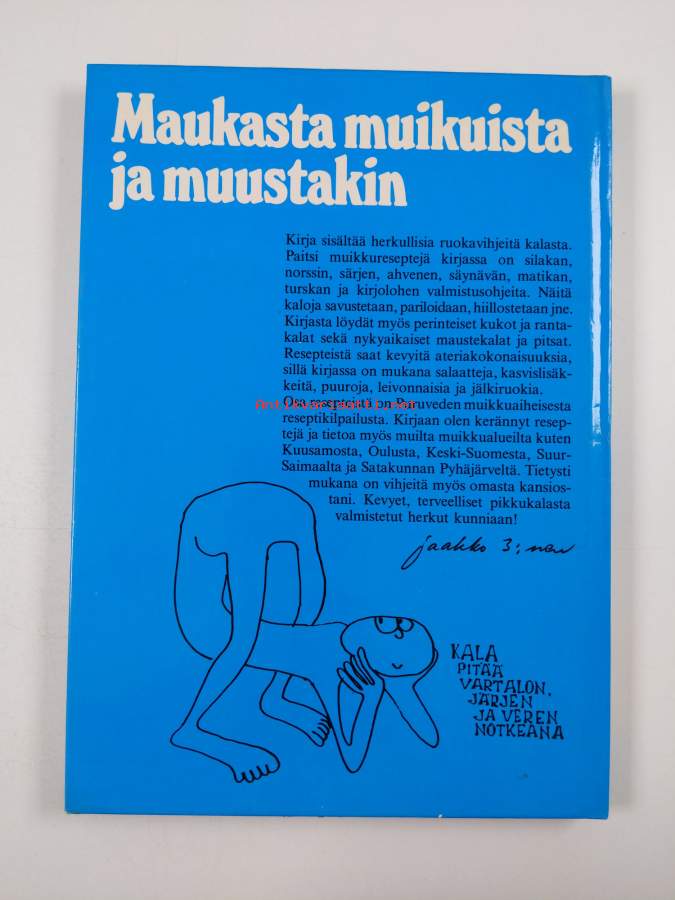 Maukasta muikuista
ja muustakin
Kirja sisältää herkullisia ruokavihjeitä kalasta.
Paitsi muikkureseptejä kirjassa on silakan,
norssin, särjen, ahvenen, säynävän, matikan,
turskan ja kirjolohen valmistusohjeita. Näitä
kaloja savustetaan, pariloidaan, hiillostetaan jne.
Kirjasta löydät myös perinteiset kukot ja ranta-
kalat sekä nykyaikaiset maustekalat ja pitsat.
Resepteistä saat kevyitä ateriakokonaisuuksia,
sillä kirjassa on mukana salaatteja, kasvislisäk-
keitä, puuroja, leivonnaisia ja jälkiruokia.
Osa resepteistä on Puruveden muikkuaiheisesta
reseptikilpailusta. Kirjaan olen kerännyt resep-
tejä ja tietoa myös muilta muikkualueilta kuten
Kuusamosta, Oulusta, Keski-Suomesta, Suur-
Saimaalta ja Satakunnan Pyhäjärveltä. Tietysti
mukana on vihjeitä myös omasta kansios-
tani. Kevyet, terveelliset pikkukalasta
valmistetut herkut kunniaan!
jaakko 3:
KALA
PITÄÄ
VARTALON,
JÄRJEN
JA VEREN
NOTKEANA